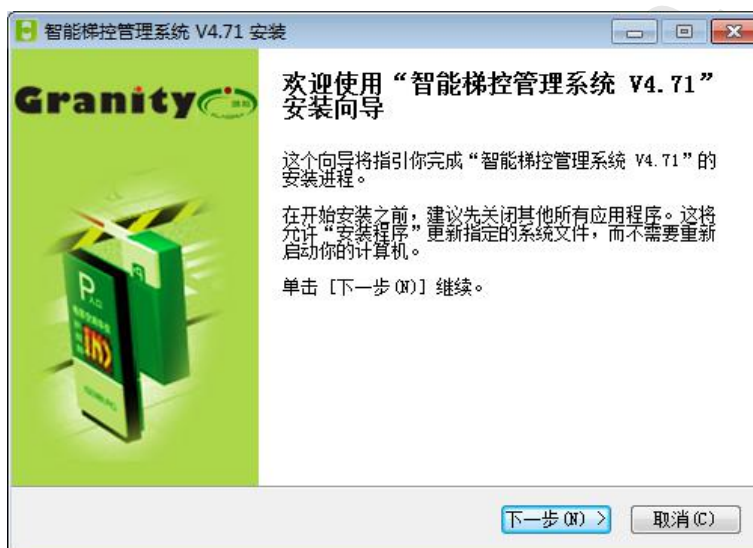 智能梯控管理系统 V4.71 安装
Granity
欢迎使用“智能梯控管理系统 V4.71”
安装向导
这个向导将指引你完成“智能梯控管理系统 V4.71”的
安装进程。
在开始安装之前，建议先关闭其他所有应用程序。这将
允许“安装程序”更新指定的系统文件，而不需要重新
启动你的计算机。
单击 [下一步(N)] 继续。
P
入口
下一步(N) >
取消(C)